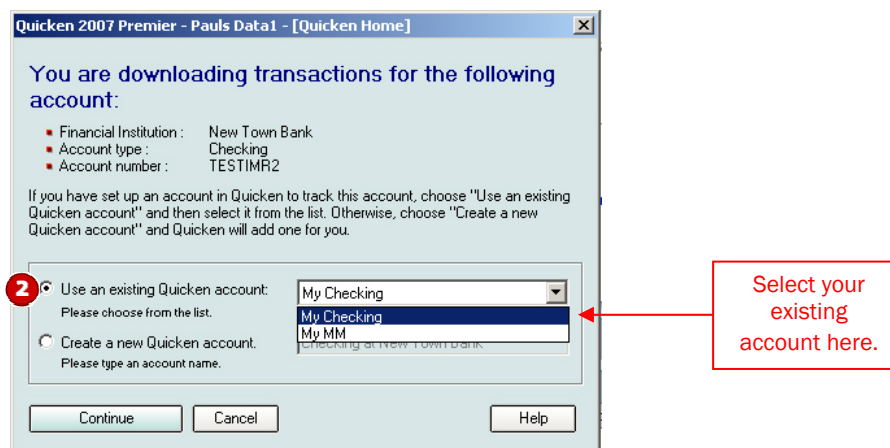 Quicken 2007 Premier - Pauls Data1 - [Quicken Home]
You are downloading transactions for the following
account:
Financial Institution : New Town Bank
Account type : Checking
Account number : TESTIMR2
If you have set up an account in Quicken to track this account, choose "Use an existing
Quicken account" and then select it from the list. Otherwise, choose "Create a new
Quicken account" and Quicken will add one for you.
2 Use an existing Quicken account: My Checking
Please choose from the list. My Checking
My MM
Create a new Quicken account. Checking at New Town Bank
Please type an account name.
Continue Cancel Help
Select your
existing
account here.